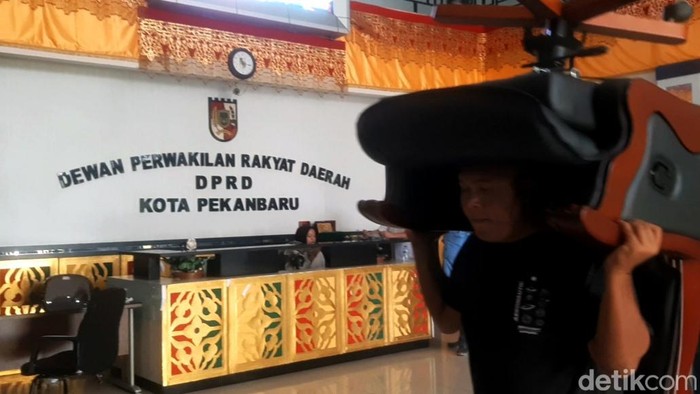 DEWAN PERWAKILAN RAKYAT DAERAH
DPRD
KOTA PEKANBARU
detikcom